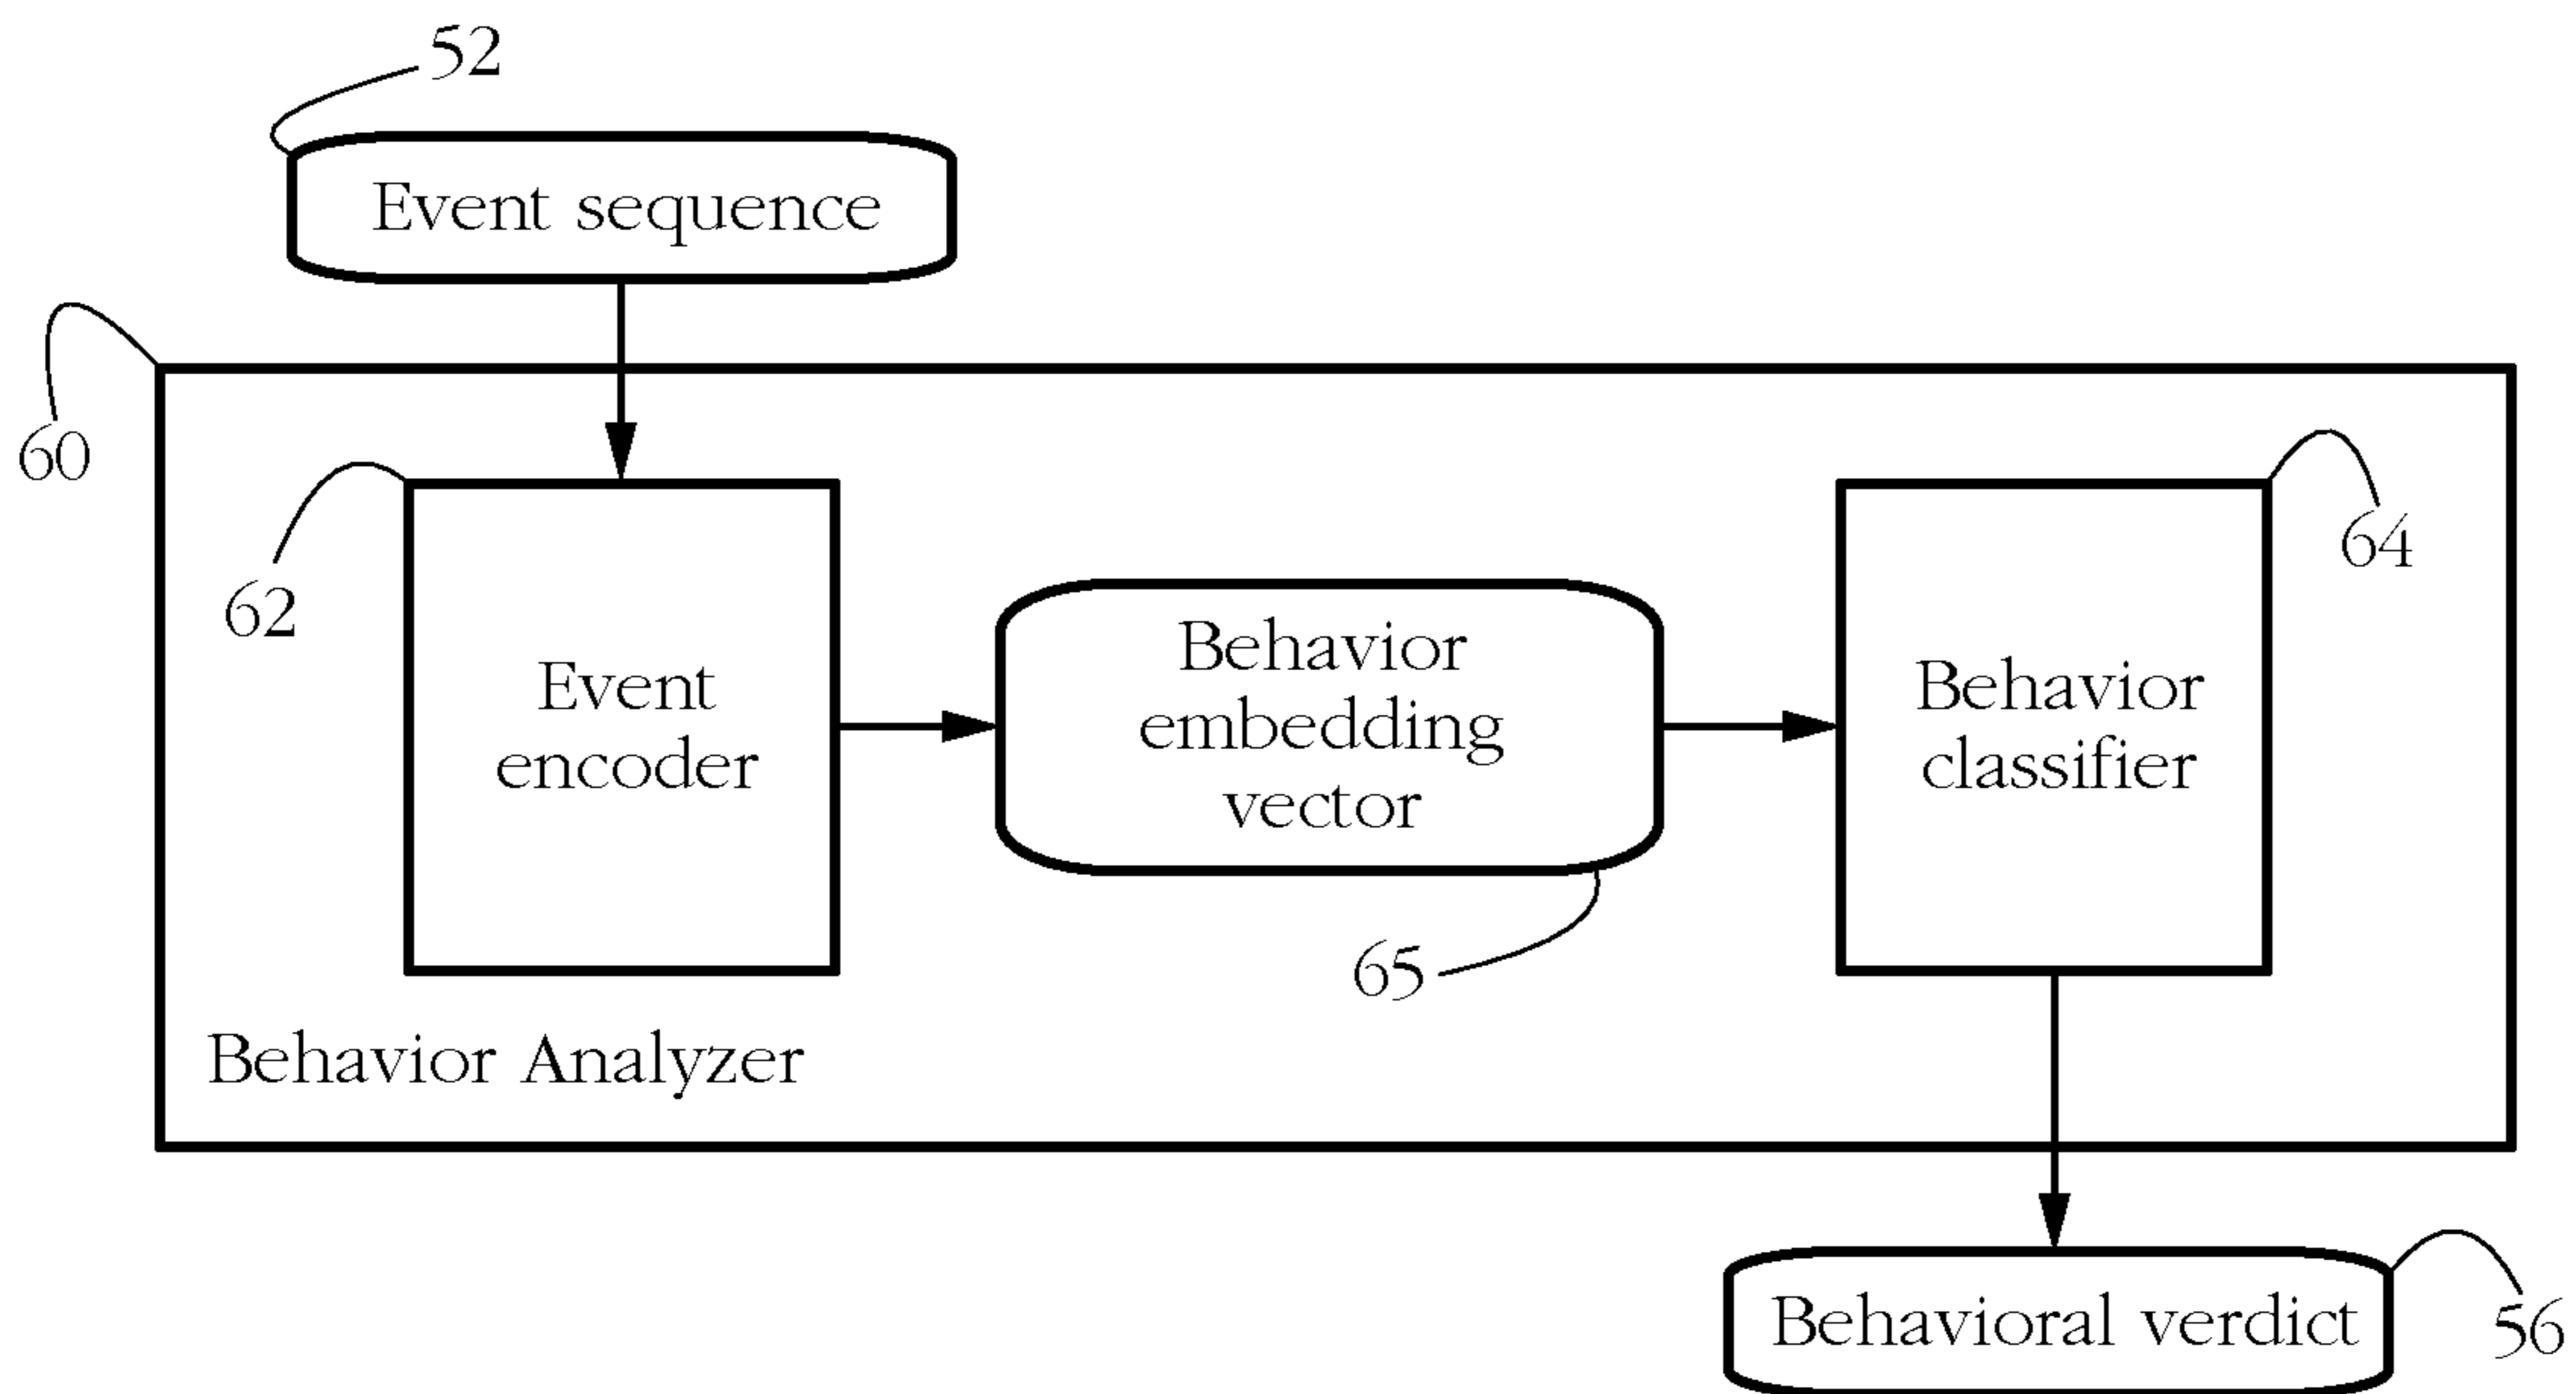 52
Event sequence
60
62
64
Event
encoder
Behavior
embedding
vector
Behavior
classifier
65
Behavior Analyzer
Behavioral verdict
56